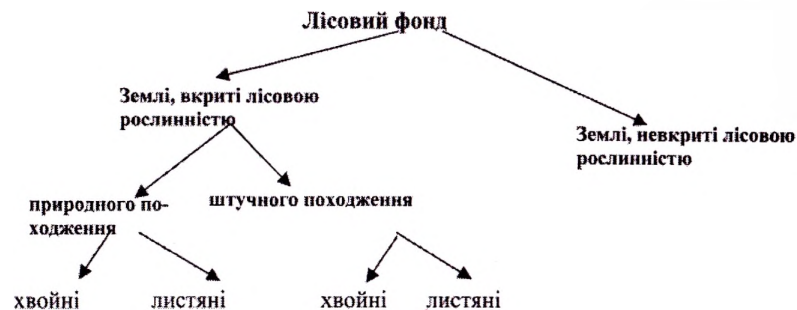 Лісовий фонд
Землі, вкриті лісовою
рослинністю
Землі, невкриті лісовою
рослинністю
природного по-
ходження
штучного походження
хвойні
листяні
хвойні
листяні